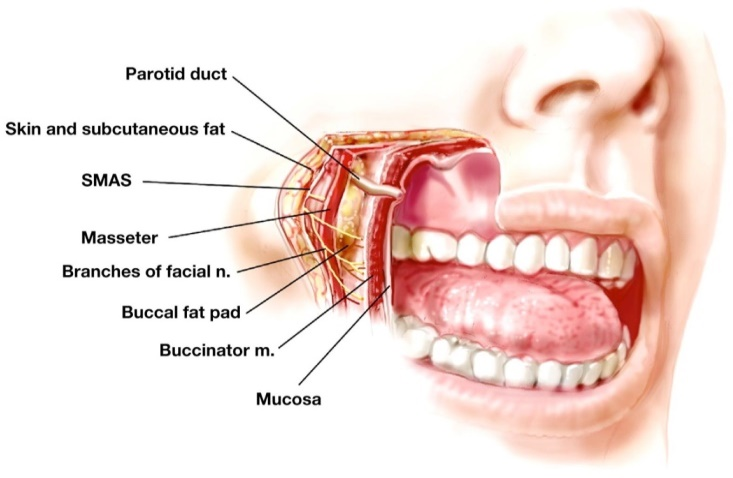 Parotid duct
Skin and subcutaneous fat
SMAS
Masseter
Branches of facial n.
Buccal fat pad
Buccinator m.
Mucosa